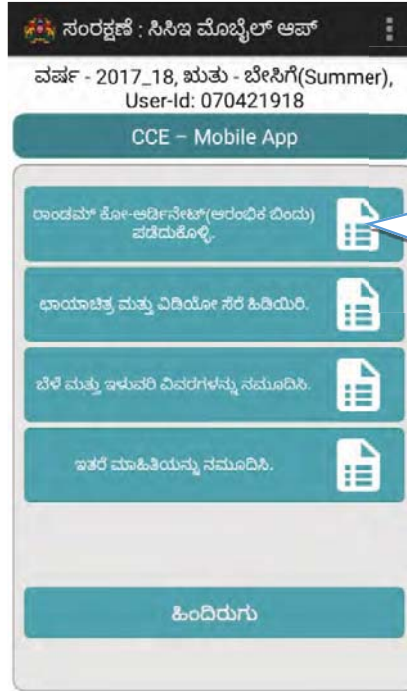 ಸಂರಕ್ಷಣೆ : ಸಿಸಿಇ ಮೊಬೈಲ್ ಆಪ್
ವರ್ಷ - 2017_18, ಋತು - ಬೇಸಿಗೆ(Summer),
User-Id: 070421918
CCE – Mobile App
ರಾಂಡಮ್ ಕೋ-ಆರ್ಡಿನೇಟ್(ಆರಂಭಿಕ ಬಿಂದು)
ಪಡೆದುಕೊಳ್ಳಿ.
ಛಾಯಾಚಿತ್ರ ಮತ್ತು ವಿಡಿಯೋ ಸೆರೆ ಹಿಡಿಯಿರಿ.
ಬೆಳೆ ಮತ್ತು ಇಳುವರಿ ವಿವರಗಳನ್ನು ನಮೂದಿಸಿ.
ಇತರೆ ಮಾಹಿತಿಯನ್ನು ನಮೂದಿಸಿ.
ಹಿಂದಿರುಗು